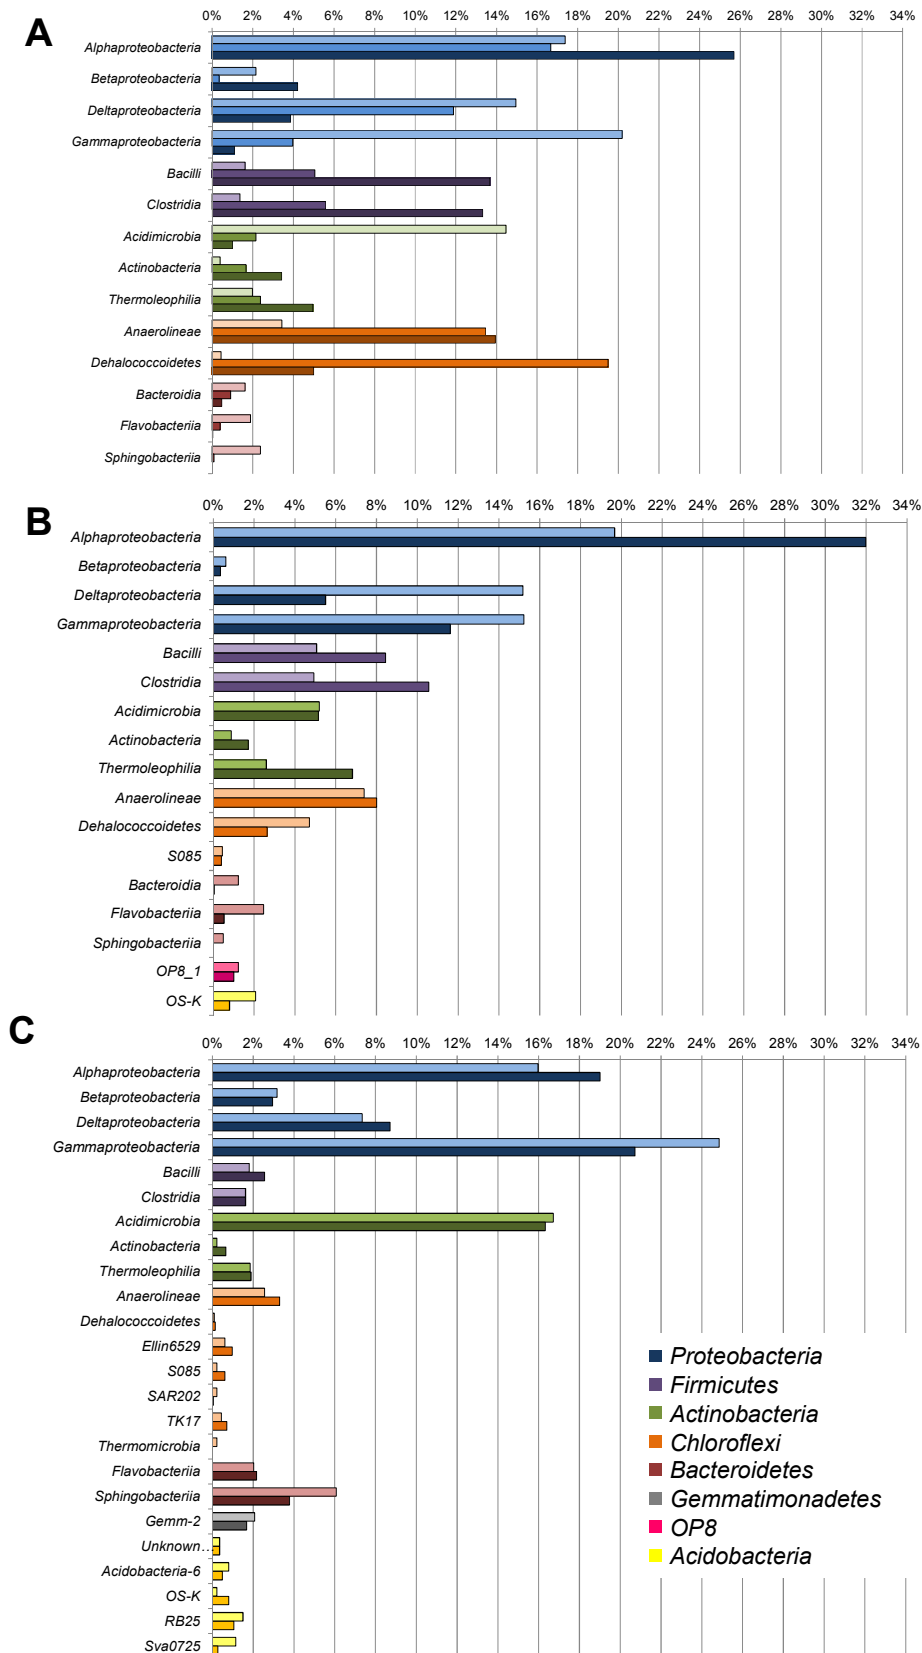 A
0% 2% 4% 6% 8% 10% 12% 14% 16% 18% 20% 22% 24% 26% 28% 30% 32% 34%
Alphaproteobacteria
Betaproteobacteria
Deltaproteobacteria
Gammaproteobacteria
Bacilli
Clostridia
Acidimicrobia
Actinobacteria
Thermoleophilia
Anaerolineae
Dehalococcoidetes
Bacteroidia
Flavobacteriia
Sphingobacteriia
B
0% 2% 4% 6% 8% 10% 12% 14% 16% 18% 20% 22% 24% 26% 28% 30% 32% 34%
Alphaproteobacteria
Betaproteobacteria
Deltaproteobacteria
Gammaproteobacteria
Bacilli
Clostridia
Acidimicrobia
Actinobacteria
Thermoleophilia
Anaerolineae
Dehalococcoidetes
S085
Bacteroidia
Flavobacteriia
Sphingobacteriia
OP8_1
OS-K
C
0% 2% 4% 6% 8% 10% 12% 14% 16% 18% 20% 22% 24% 26% 28% 30% 32% 34%
Alphaproteobacteria
Betaproteobacteria
Deltaproteobacteria
Gammaproteobacteria
Bacilli
Clostridia
Acidimicrobia
Actinobacteria
Thermoleophilia
Anaerolineae
Dehalococcoidetes
Ellin6529
S085
SAR202
TK17
Thermomicrobia
Flavobacteriia
Sphingobacteriia
Gemm-2
Unknown...
Acidobacteria-6
OS-K
RB25
Sva0725
Proteobacteria
Firmicutes
Actinobacteria
Chloroflexi
Bacteroidetes
Gemmatimonadetes
OP8
Acidobacteria